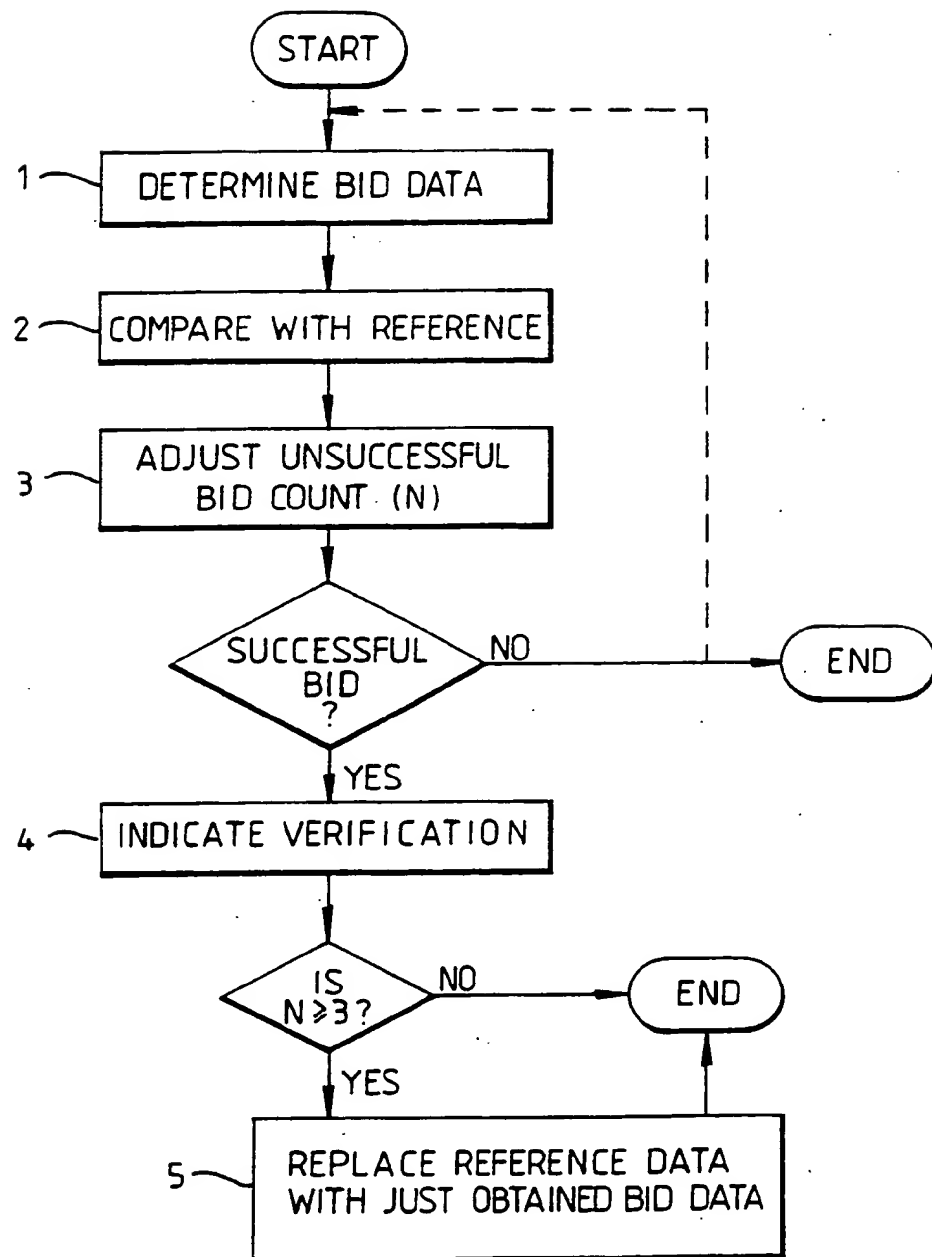 START
1
DETERMINE BID DATA
2
COMPARE WITH REFERENCE
3
ADJUST UNSUCCESSFUL
BID COUNT (N)
SUCCESSFUL
BID
?
NO
END
YES
4
INDICATE VERIFICATION
IS
N≥3?
NO
END
YES
5
REPLACE REFERENCE DATA
WITH JUST OBTAINED BID DATA